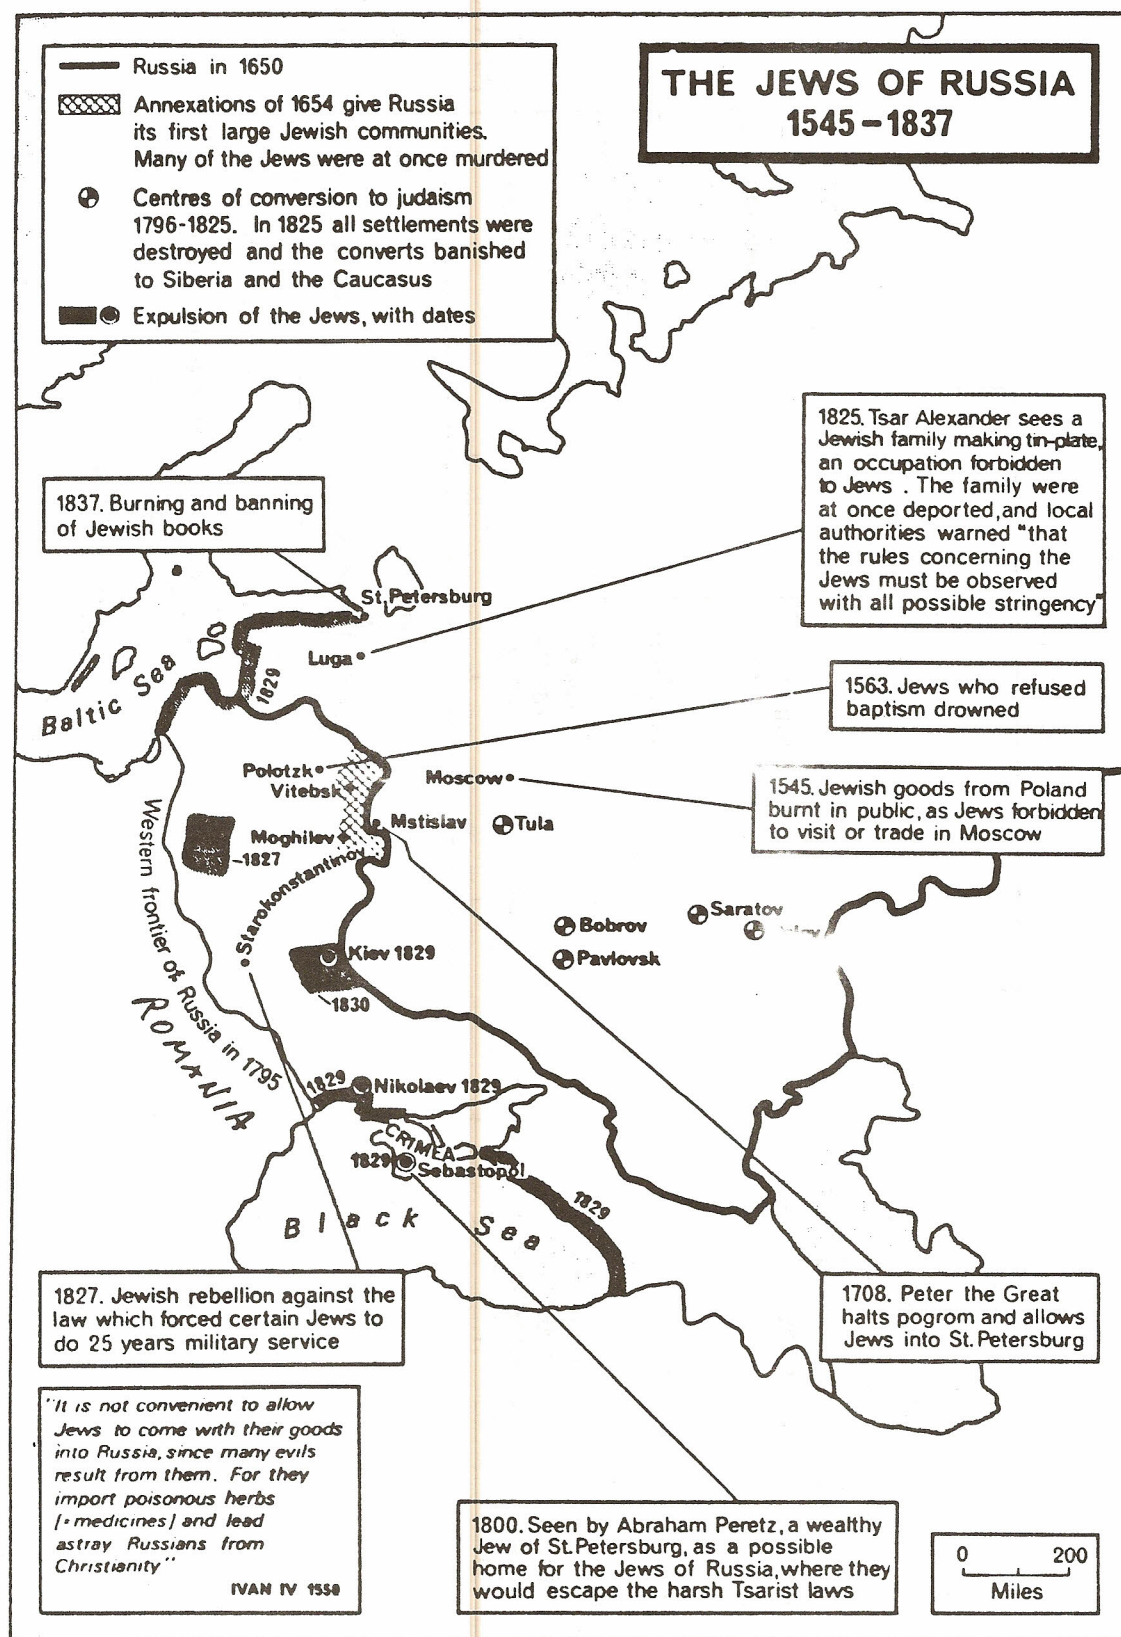 THE JEWS OF RUSSIA
1545-1837
Russia in 1650
Annexations of 1654 give Russia
its first large Jewish communities.
Many of the Jews were at once murdered
Centres of conversion to judaism
1796-1825. In 1825 all settlements were
destroyed and the converts banished
to Siberia and the Caucasus
Expulsion of the Jews, with dates
1825. Tsar Alexander sees a
Jewish family making tin-plate,
an occupation forbidden
to Jews . The family were
at once deported, and local
authorities warned "that
the rules concerning the
Jews must be observed
with all possible stringency"
1837. Burning and banning
of Jewish books
St. Petersburg
Luga
Baltic Sea
1829
1563. Jews who refused
baptism drowned
Polotzk
Vitebsk
Moscow
1545. Jewish goods from Poland
burnt in public, as Jews forbidden
to visit or trade in Moscow
Mstislav
Tula
Moghilev
1827
Starokonstantinov
Western frontier of Russia in 1795
ROMANIA
Saratov
Bobrov
Pavlovsk
Kiev 1829
1830
1829
Nikolaev 1829
CRIMEA
1829
Sebastopol
1829
Black Sea
1827. Jewish rebellion against the
law which forced certain Jews to
do 25 years military service
1708. Peter the Great
halts pogrom and allows
Jews into St. Petersburg
"It is not convenient to allow
Jews to come with their goods
into Russia, since many evils
result from them. For they
import poisonous herbs
[=medicines] and lead
astray Russians from
Christianity"
IVAN IV 1550
1800. Seen by Abraham Peretz, a wealthy
Jew of St. Petersburg, as a possible
home for the Jews of Russia, where they
would escape the harsh Tsarist laws
0 200
Miles